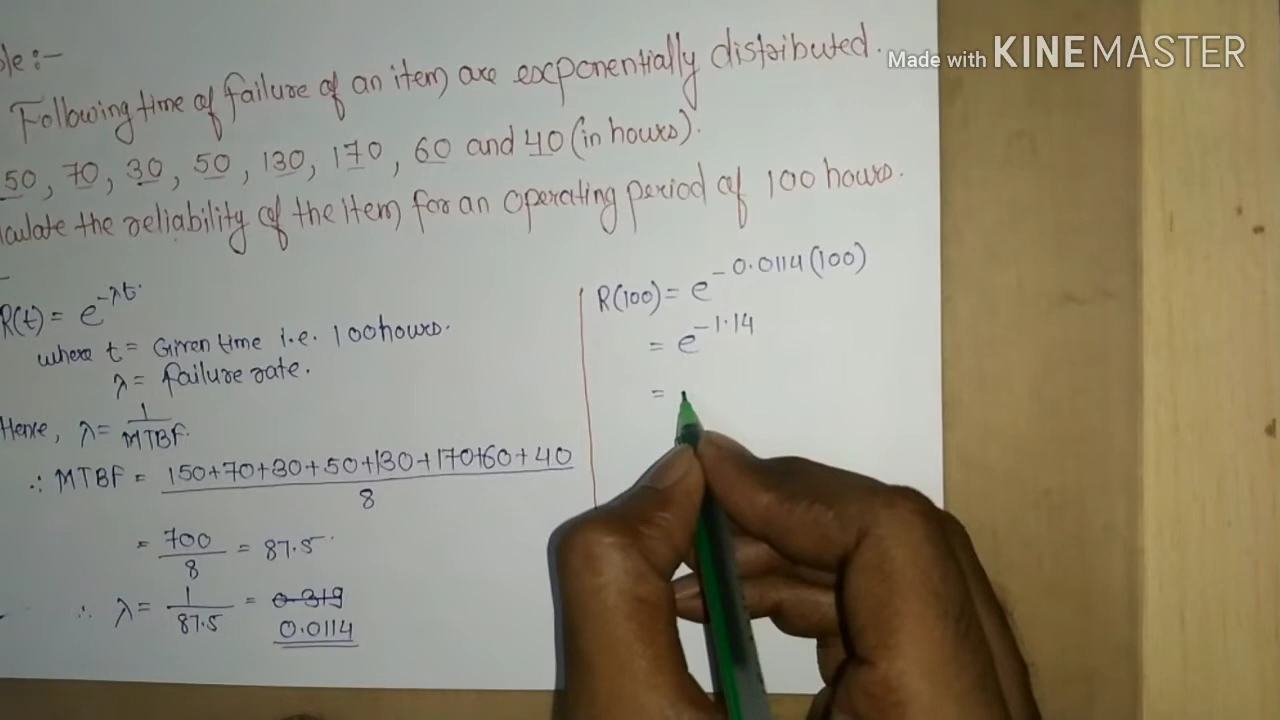 Made with KINEMASTER
ple:-
Following time of failure of an item are exponentially distributed.
50, 70, 30, 50, 130, 170, 60 and 40 (in hours).
lculate the reliability of the item for an operating period of 100 hours.
R(t) = e^-λt.
where t = Given time i.e. 100 hours.
λ = failure rate.
Hence, λ = 1/MTBF.
∴ MTBF = 150+70+30+50+130+170+60+40 / 8
= 700/8 = 87.5
∴ λ = 1/87.5 = 0.319
0.0114
R(100) = e^-0.0114(100)
= e^-1.14
=